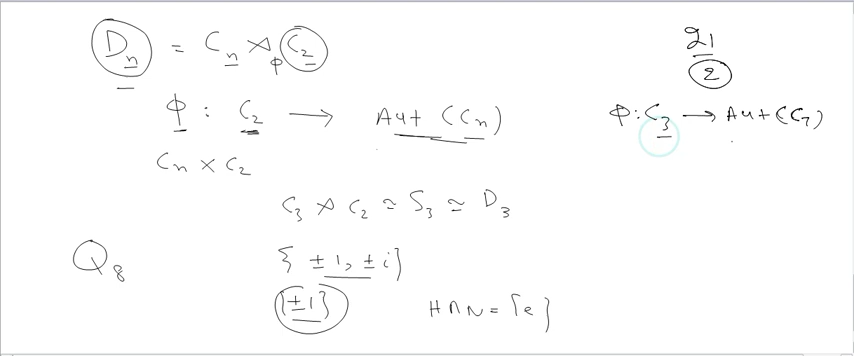 D_n = C_n ⋊_ϕ C_2
ϕ : C_2 → Aut (C_n)
C_n × C_2
C_3 ⋊ C_2 ≃ S_3 ≃ D_3
Q_8
{ ±1, ±i}
{±1}
H∩N = {e}
21
2
ϕ: C_3 → Aut (C_7)